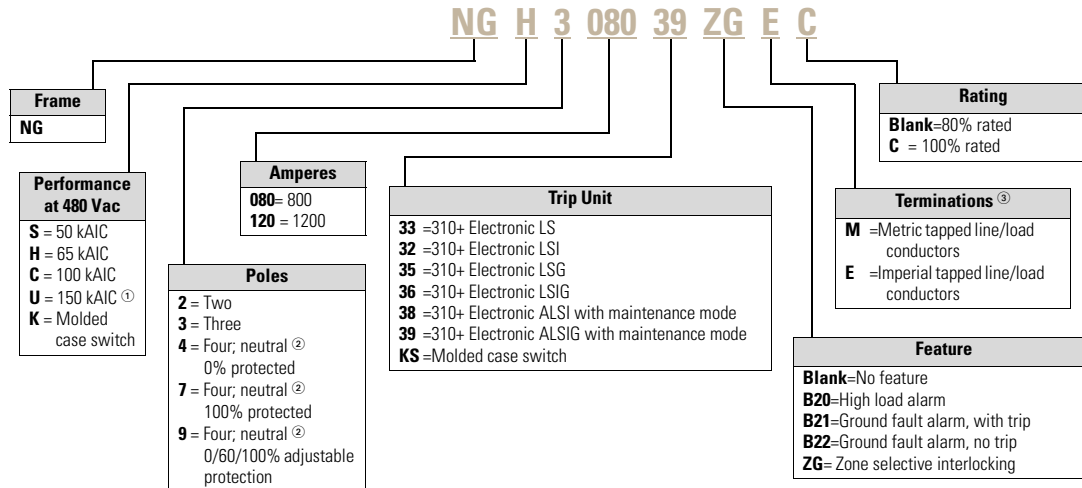 NG H 3 080 39 ZG E C
Frame
NG
Performance
at 480 Vac
S = 50 kAIC
H = 65 kAIC
C = 100 kAIC
U = 150 kAIC ①
K = Molded
case switch
Poles
2 = Two
3 = Three
4 = Four; neutral ②
0% protected
7 = Four; neutral ②
100% protected
9 = Four; neutral ②
0/60/100% adjustable
protection
Amperes
080= 800
120 = 1200
Trip Unit
33 =310+ Electronic LS
32 =310+ Electronic LSI
35 =310+ Electronic LSG
36 =310+ Electronic LSIG
38 =310+ Electronic ALSI with maintenance mode
39 =310+ Electronic ALSIG with maintenance mode
KS =Molded case switch
Feature
Blank=No feature
B20=High load alarm
B21=Ground fault alarm, with trip
B22=Ground fault alarm, no trip
ZG= Zone selective interlocking
Terminations ③
M =Metric tapped line/load
conductors
E =Imperial tapped line/load
conductors
Rating
Blank=80% rated
C = 100% rated